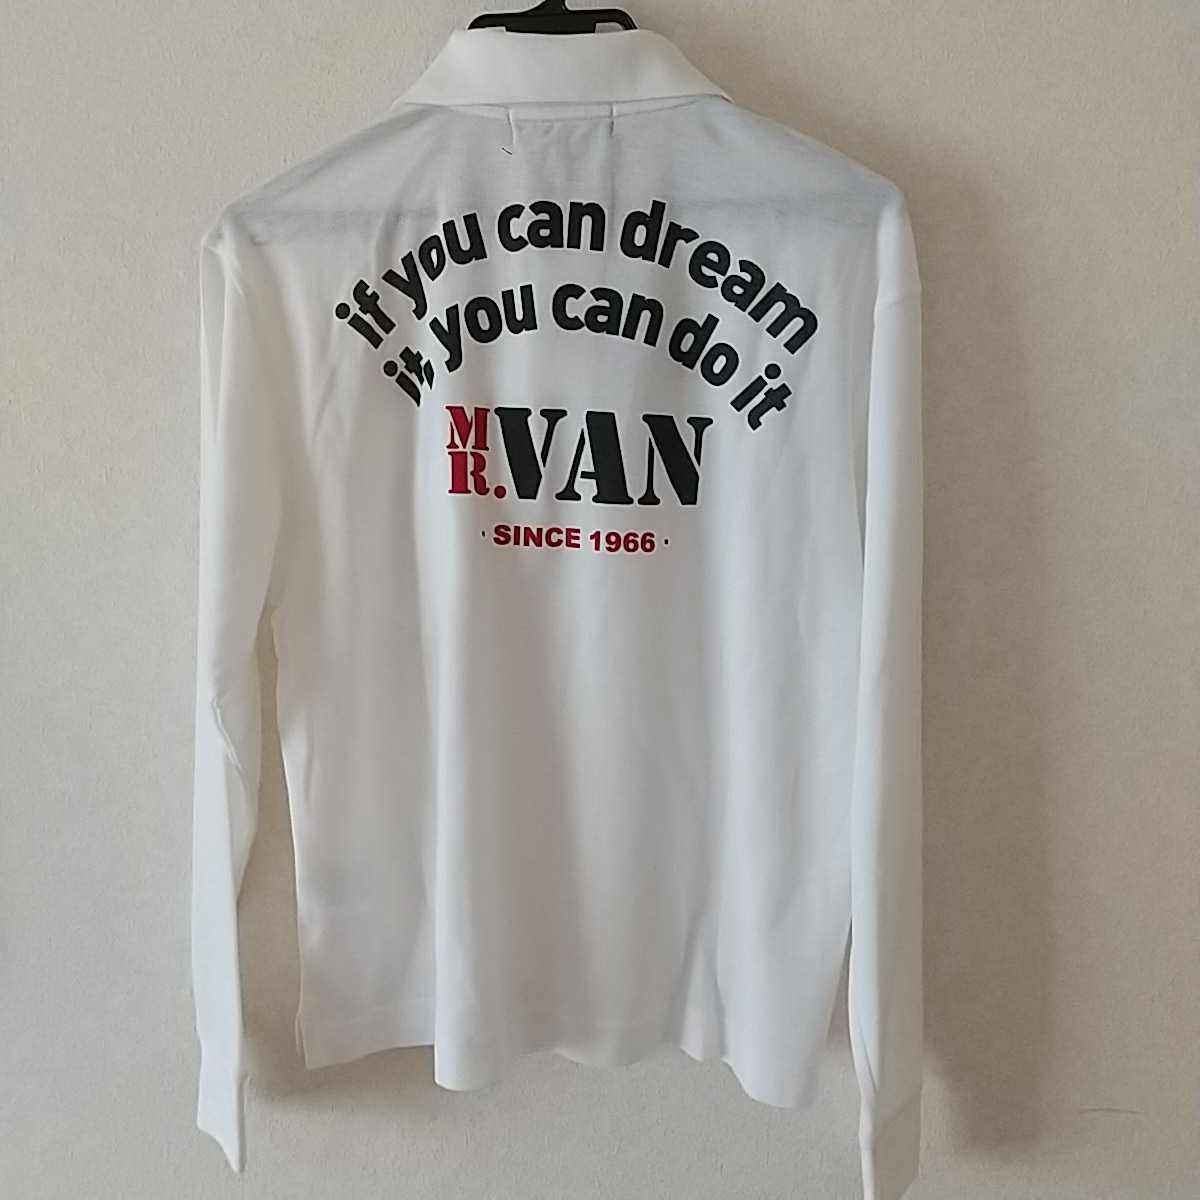 if you can dream
it, you can do it
MR.VAN
· SINCE 1966 ·